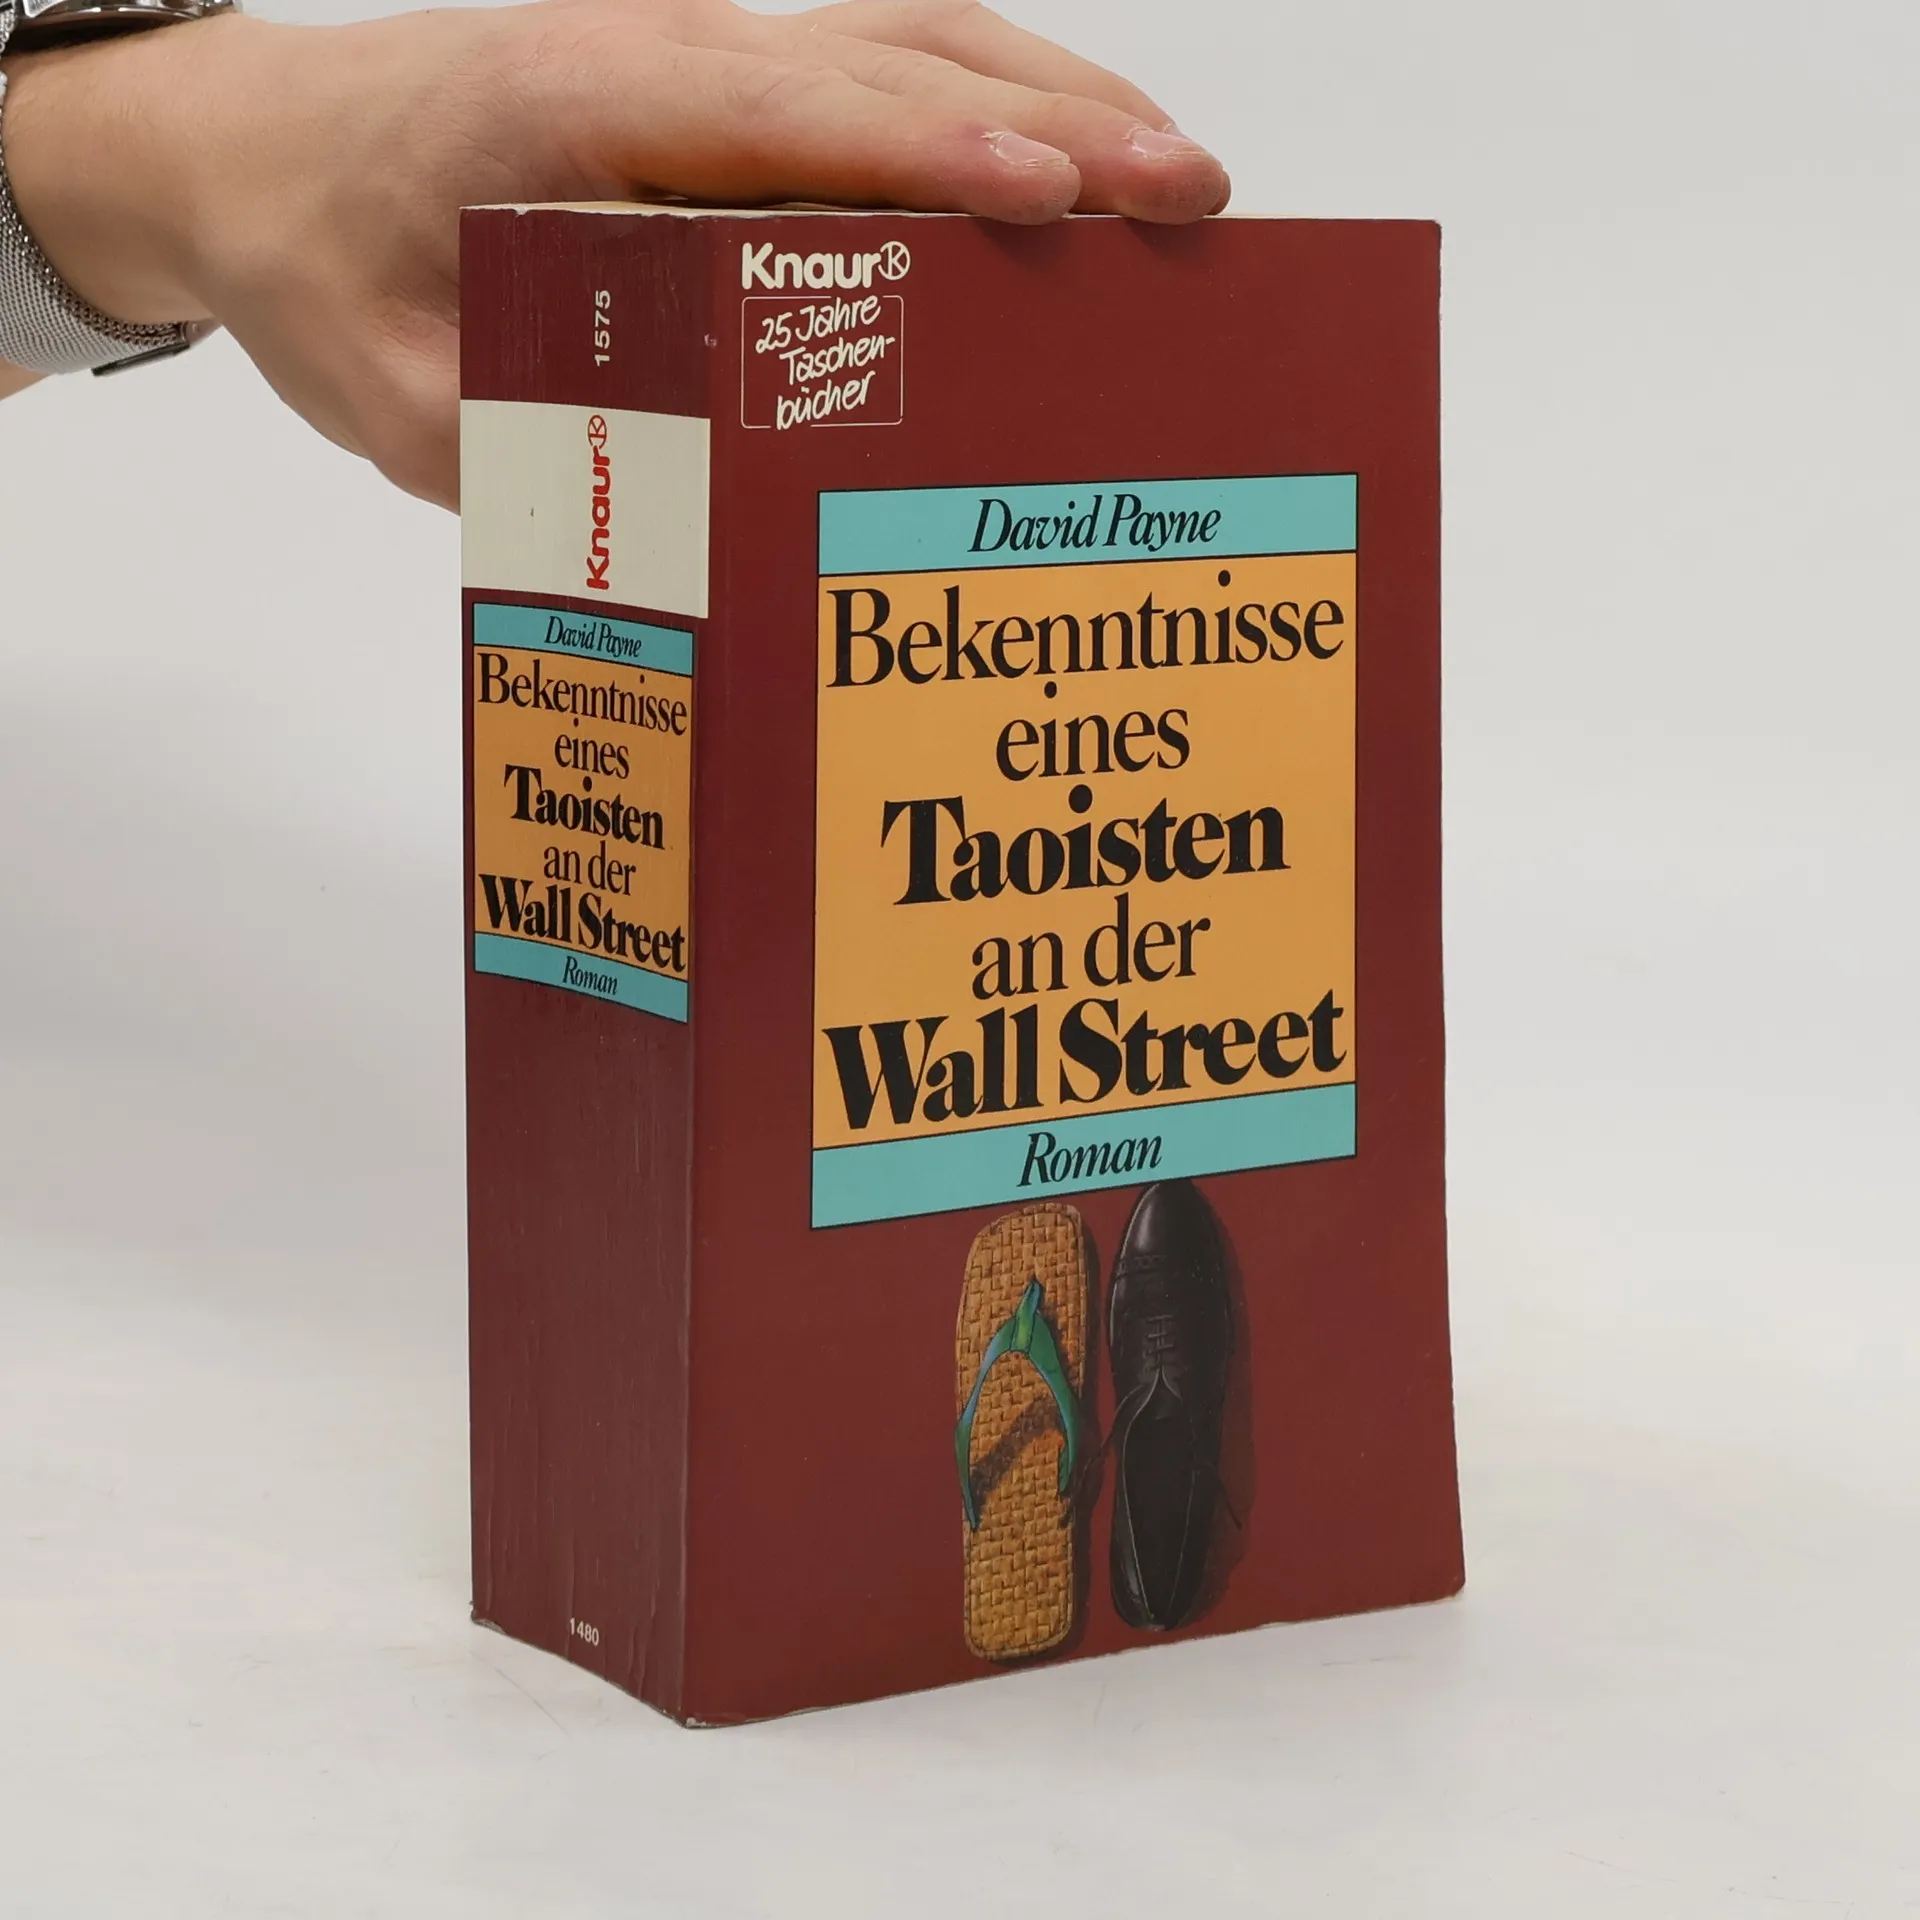 1575
Knaur
David Payne
Bekenntnisse
eines
Taoisten
an der
Wall Street
Roman
1480
Knaur
25 Jahre
Taschen-
bücher
David Payne
Bekenntnisse
eines
Taoisten
an der
Wall Street
Roman